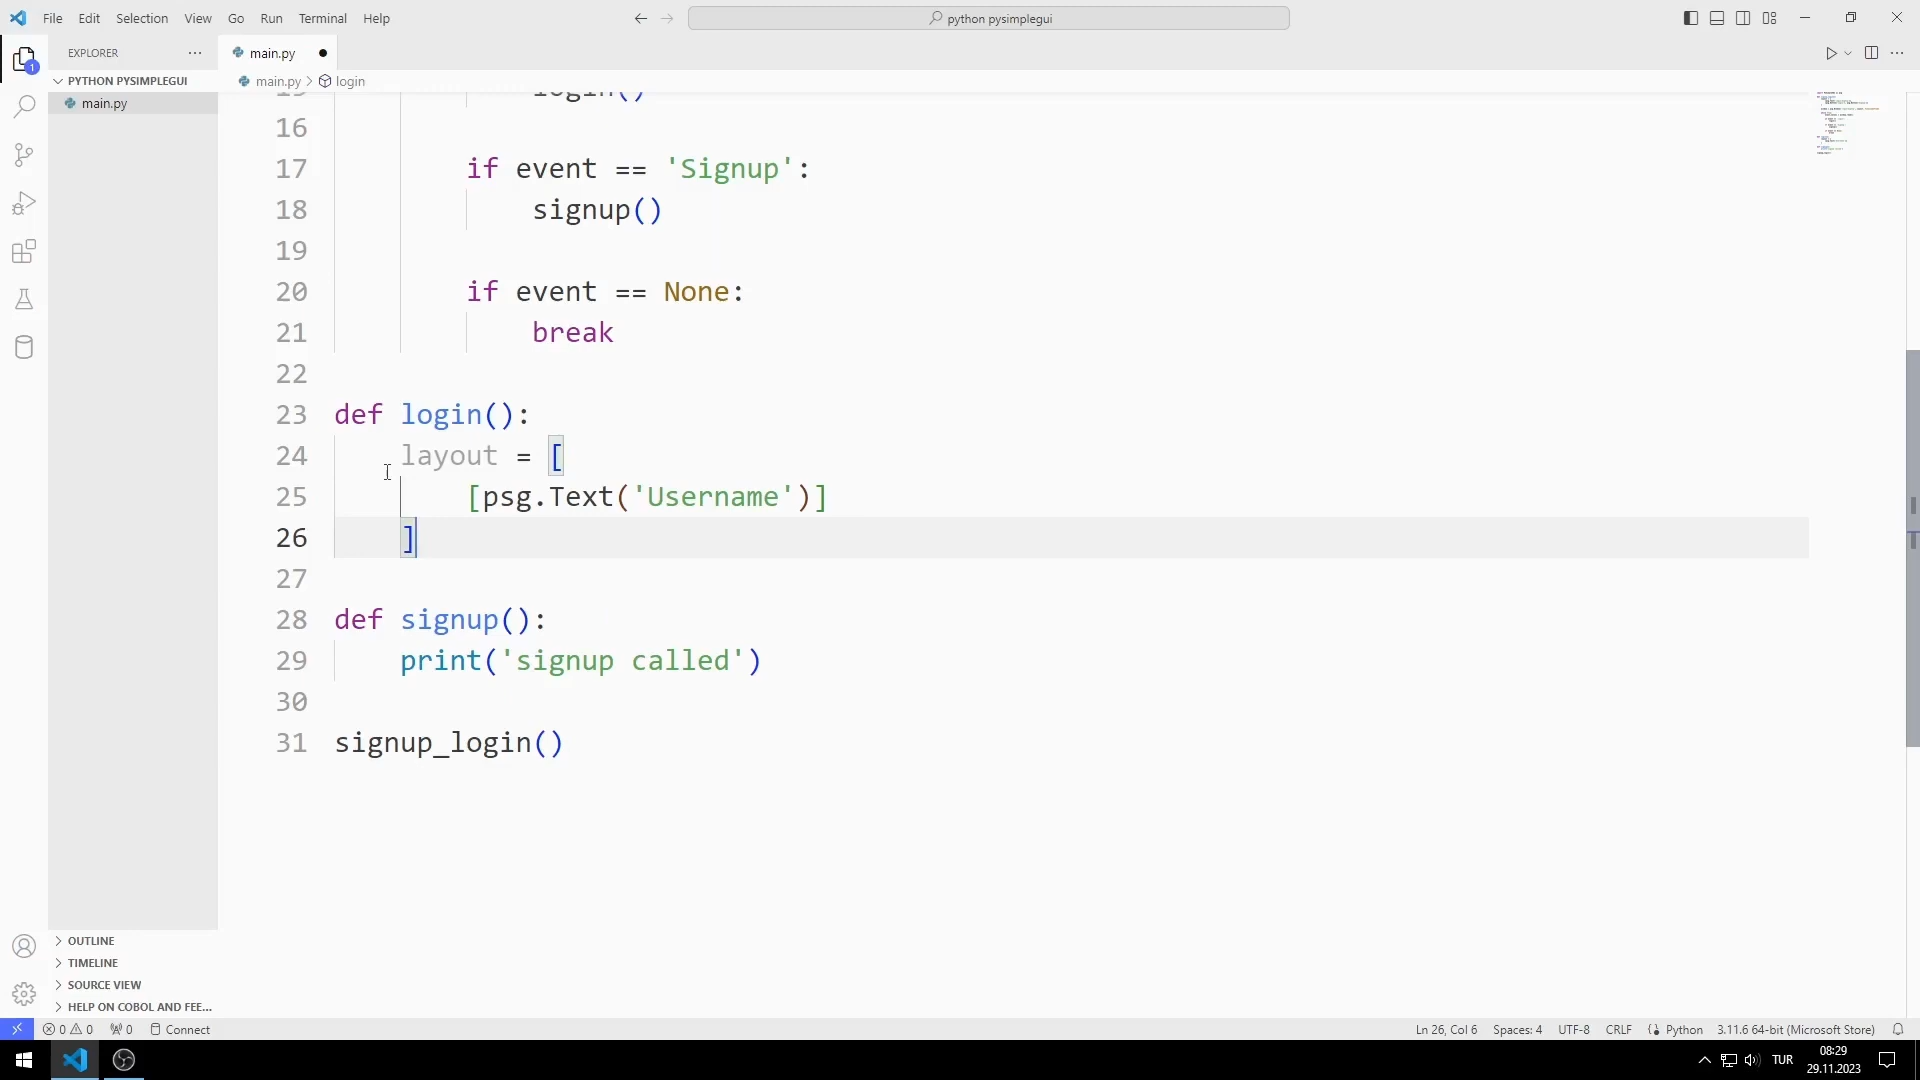 File Edit Selection View Go Run Terminal Help
python pysimplegui
EXPLORER
main.py
PYTHON PYSIMPLEGUI
main.py > login
main.py
login()
16
17 if event == 'Signup':
18 signup()
19
20 if event == None:
21 break
22
23 def login():
24 layout = [
25 [psg.Text('Username')]
26 ]
27
28 def signup():
29 print('signup called')
30
31 signup_login()
OUTLINE
TIMELINE
SOURCE VIEW
HELP ON COBOL AND FEE...
0 0 0 Connect
Ln 26, Col 6 Spaces: 4 UTF-8 CRLF Python 3.11.6 64-bit (Microsoft Store)
TUR
08:29
29.11.2023